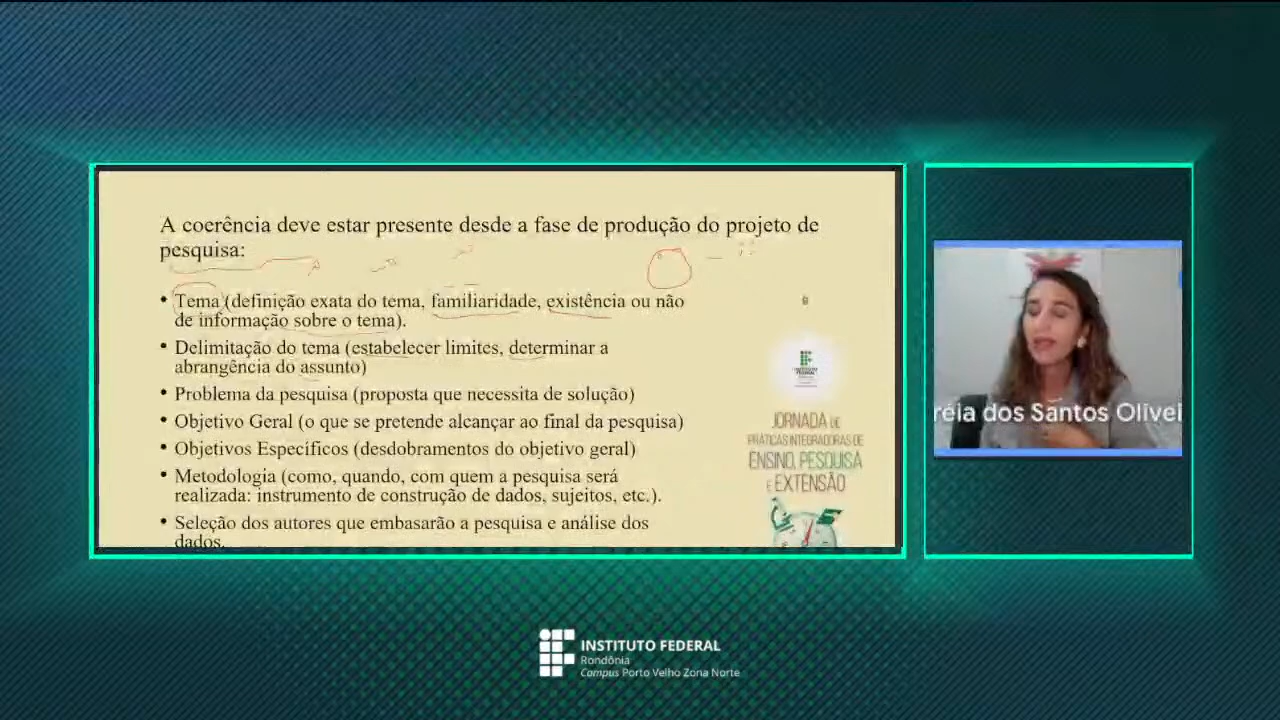 A coerência deve estar presente desde a fase de produção do projeto de
pesquisa:
• Tema (definição exata do tema, familiaridade, existência ou não
de informação sobre o tema).
• Delimitação do tema (estabelecer limites, determinar a
abrangência do assunto)
• Problema da pesquisa (proposta que necessita de solução)
• Objetivo Geral (o que se pretende alcançar ao final da pesquisa)
• Objetivos Específicos (desdobramentos do objetivo geral)
• Metodologia (como, quando, com quem a pesquisa será
realizada: instrumento de construção de dados, sujeitos, etc.).
• Seleção dos autores que embasarão a pesquisa e análise dos
dados.
JORNADA DE
PRÁTICAS INTEGRADORAS DE
ENSINO, PESQUISA
E EXTENSÃO
réia dos Santos Olivei
INSTITUTO FEDERAL
Rondônia
Campus Porto Velho Zona Norte